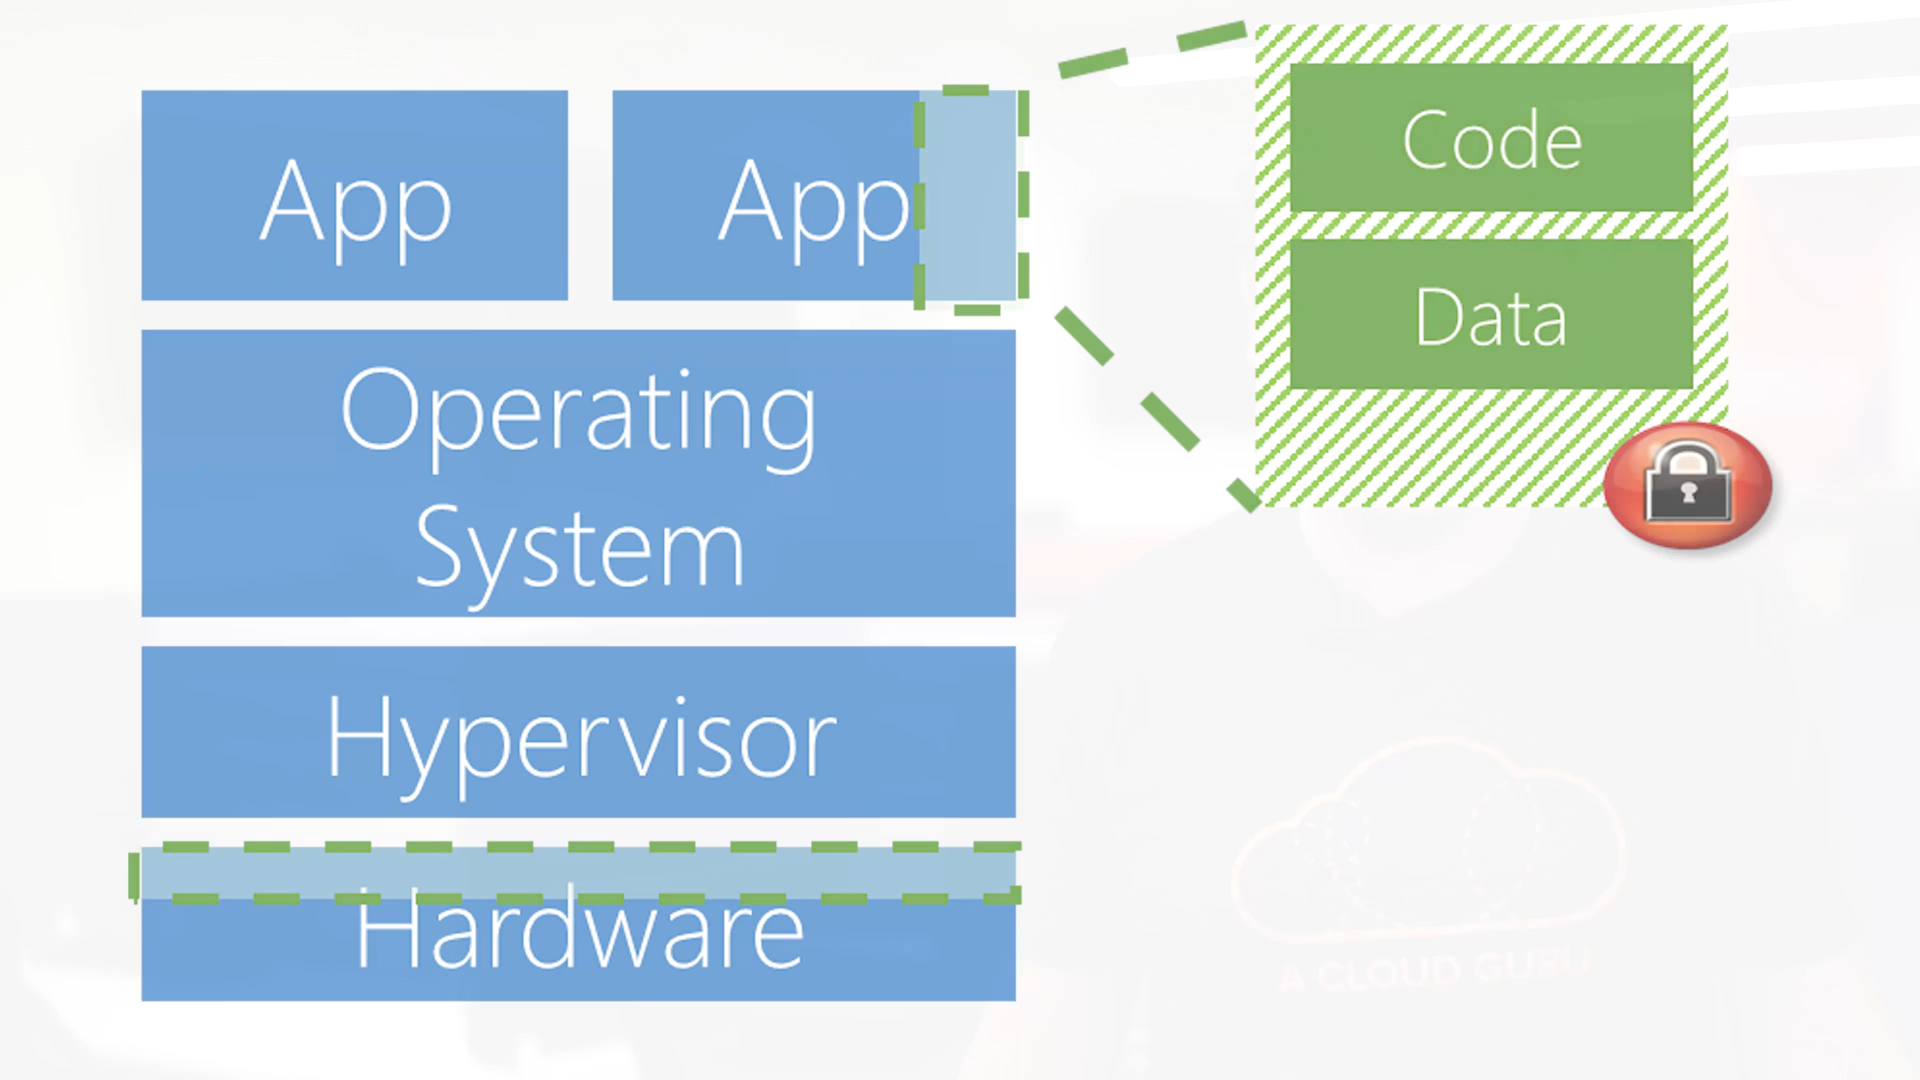 App
App
Code
Data
Operating
System
Hypervisor
Hardware
A CLOUD GURU